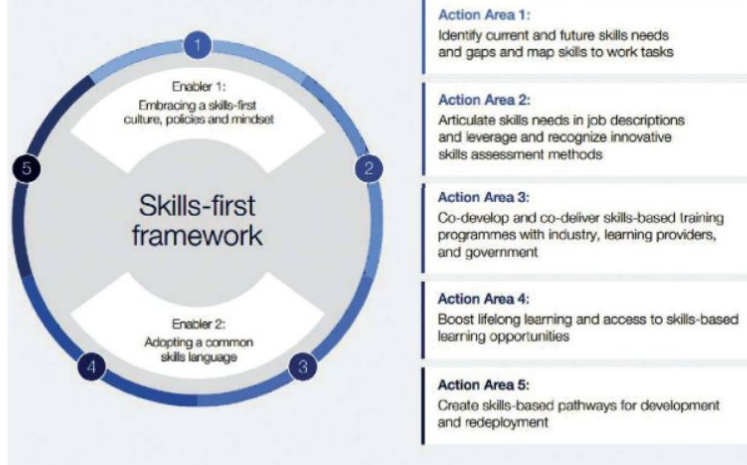 1
Enabler 1:
Embracing a skills-first
culture, policies and mindset
5
2
Skills-first
framework
Enabler 2:
Adopting a common
skills language
4
3
Action Area 1:
Identify current and future skills needs
and gaps and map skills to work tasks
Action Area 2:
Articulate skills needs in job descriptions
and leverage and recognize innovative
skills assessment methods
Action Area 3:
Co-develop and co-deliver skills-based training
programmes with industry, learning providers,
and government
Action Area 4:
Boost lifelong learning and access to skills-based
learning opportunities
Action Area 5:
Create skills-based pathways for development
and redeployment